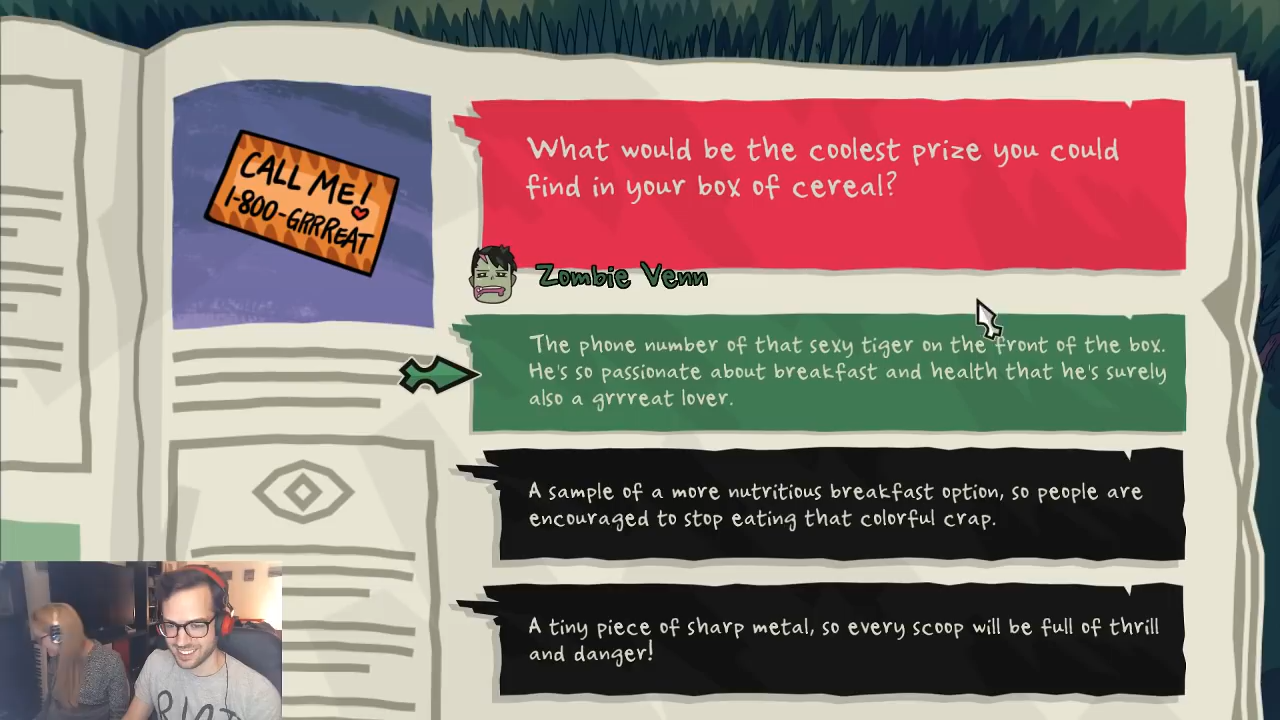 CALL ME!
1-800-GRRREAT
What would be the coolest prize you could
find in your box of cereal?
Zombie Venn
The phone number of that sexy tiger on the front of the box.
He's so passionate about breakfast and health that he's surely
also a grrreat lover.
A sample of a more nutritious breakfast option, so people are
encouraged to stop eating that colorful crap.
A tiny piece of sharp metal, so every scoop will be full of thrill
and danger!